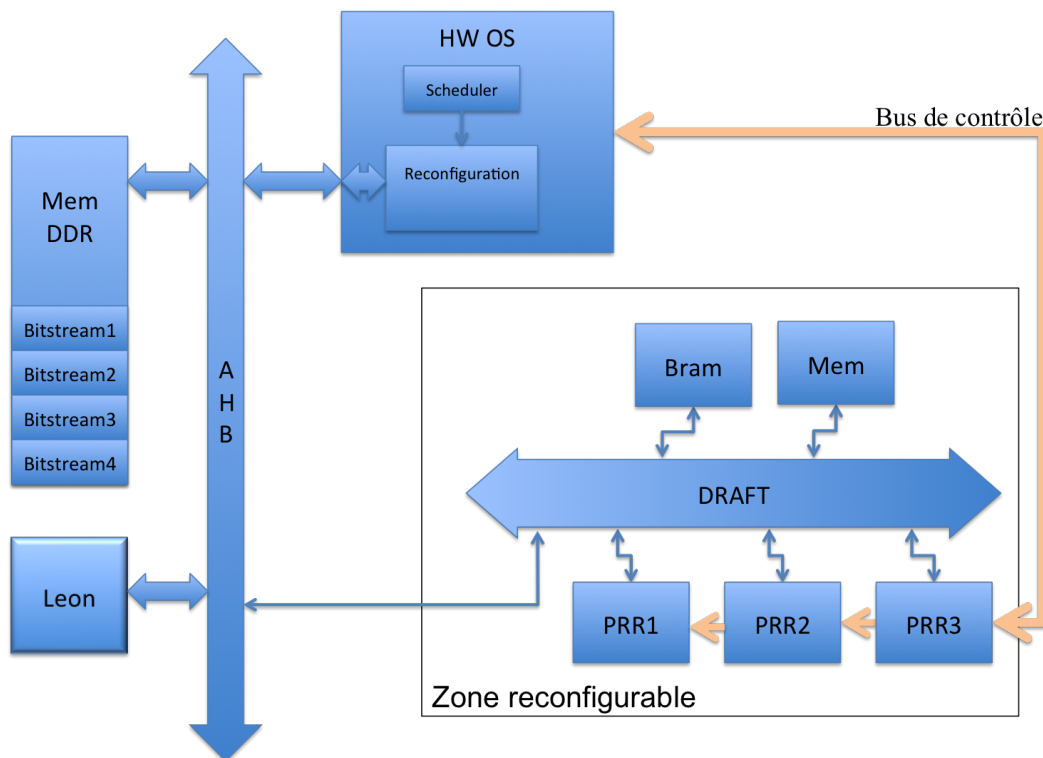 HW OS
Scheduler
Reconfiguration
Bus de contrôle
Mem
DDR
Bitstream1
Bitstream2
Bitstream3
Bitstream4
A
H
B
Leon
Bram
Mem
DRAFT
PRR1
PRR2
PRR3
Zone reconfigurable